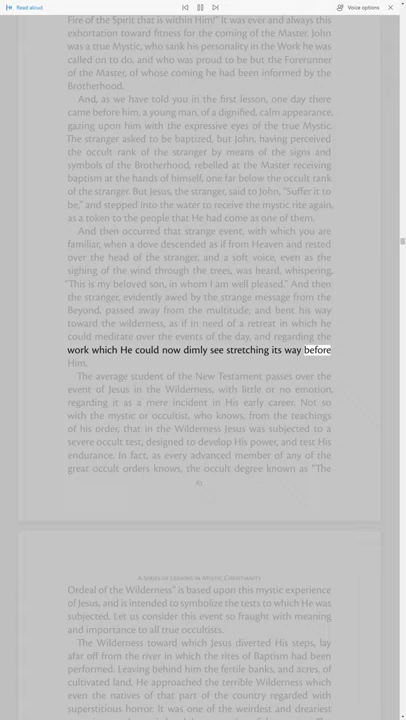 Read aloud
Voice options
Fire of the Spirit that is within Him!" It was ever and always this
exhortation toward fitness for the coming of the Master. John
was a true Mystic, who sank his personality in the Work he was
called on to do, and who was proud to be but the Forerunner
of the Master, of whose coming he had been informed by the
Brotherhood.
And, as we have told you in the first lesson, one day there
came before him, a young man, of a dignified, calm appearance,
gazing upon him with the expressive eyes of the true Mystic.
The stranger asked to be baptized, but John, having perceived
the occult rank of the stranger by means of the signs and
symbols of the Brotherhood, rebelled at the Master receiving
baptism at the hands of himself, one far below the occult rank
of the stranger. But Jesus, the stranger, said to John, "Suffer it to
be," and stepped into the water to receive the mystic rite again,
as a token to the people that He had come as one of them.
And then occurred that strange event, with which you are
familiar, when a dove descended as if from Heaven and rested
over the head of the stranger, and a soft voice, even as the
sighing of the wind through the trees, was heard, whispering,
"This is my beloved son, in whom I am well pleased." And then
the stranger, evidently awed by the strange message from the
Beyond, passed away from the multitude, and bent his way
toward the wilderness, as if in need of a retreat in which he
could meditate over the events of the day, and regarding the
work which He could now dimly see stretching its way before
Him.
The average student of the New Testament passes over the
event of Jesus in the Wilderness, with little or no emotion,
regarding it as a mere incident in His early career. Not so
with the mystic or occultist, who knows, from the teachings
of his order, that in the Wilderness Jesus was subjected to a
severe occult test, designed to develop His power, and test His
endurance. In fact, as every advanced member of any of the
great occult orders knows, the occult degree known as "The
A Series of Lessons in Mystic Christianity
Ordeal of the Wilderness" is based upon this mystic experience
of Jesus, and is intended to symbolize the tests to which He was
subjected. Let us consider this event so fraught with meaning
and importance to all true occultists.
The Wilderness toward which Jesus diverted His steps, lay
afar off from the river in which the rites of Baptism had been
performed. Leaving behind him the fertile banks, and acres, of
cultivated land, He approached the terrible Wilderness which
even the natives of that part of the country regarded with
superstitious horror. It was one of the weirdest and dreariest